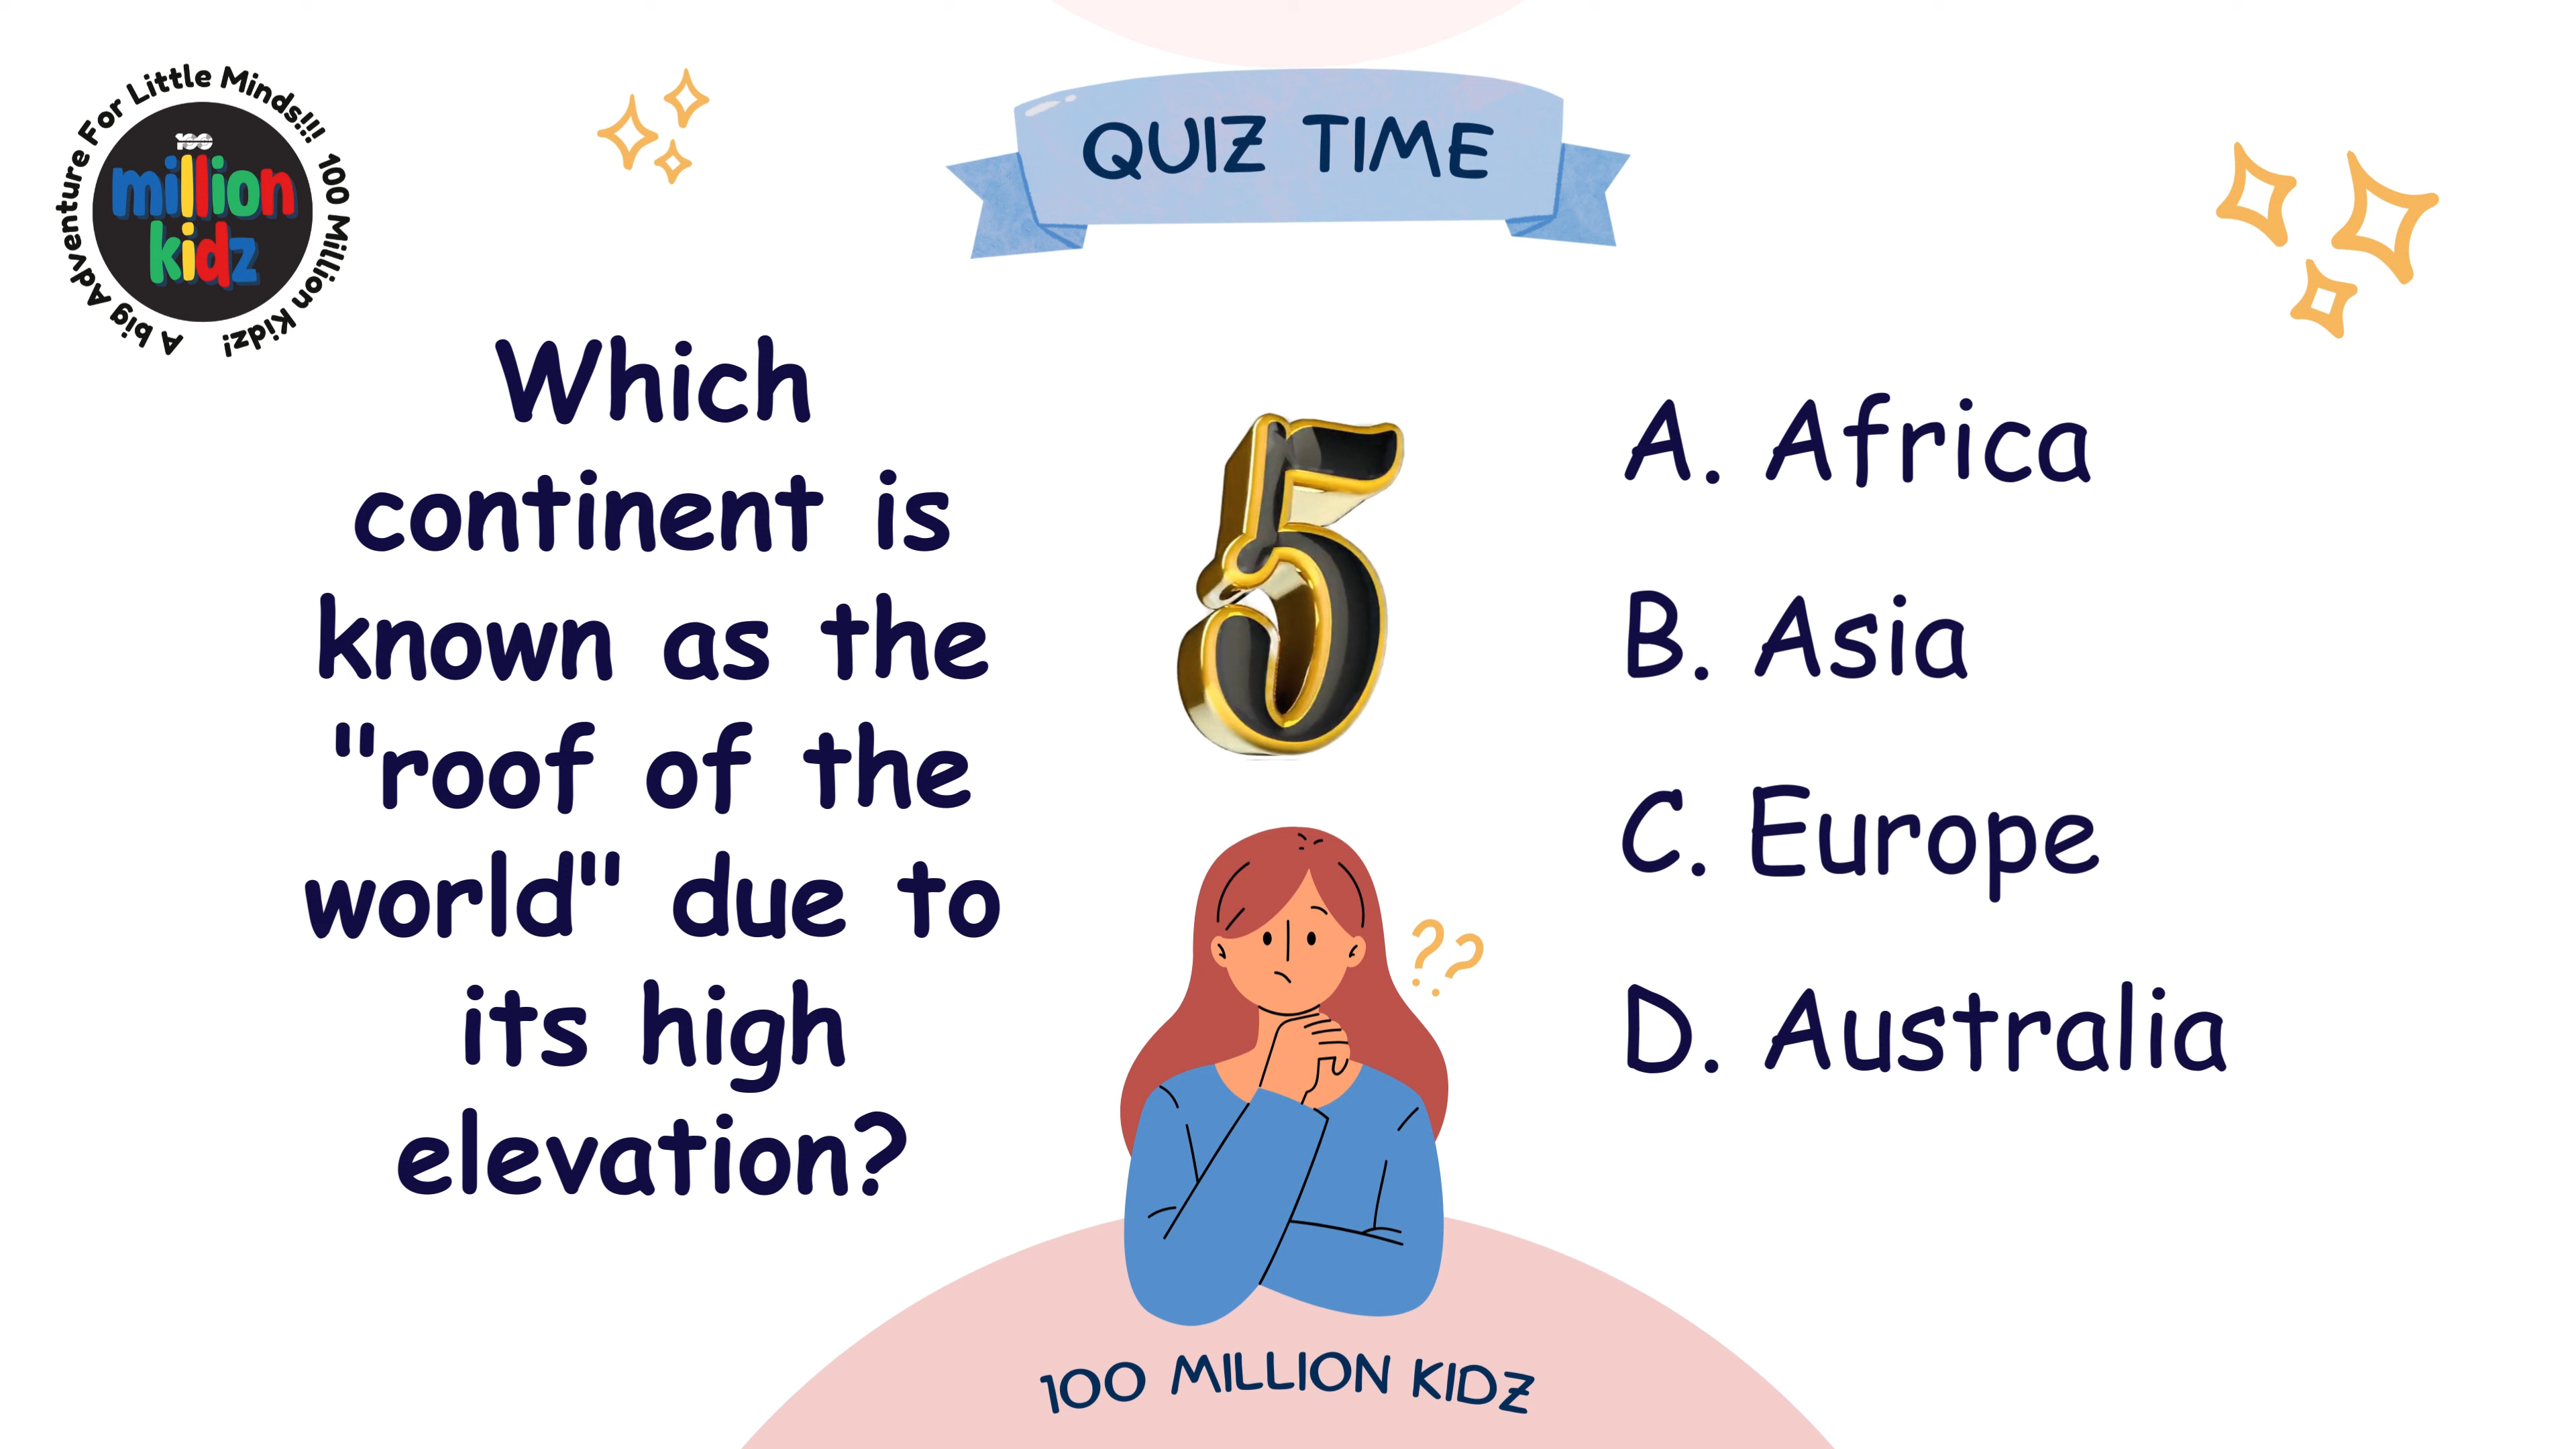 A big Adventure For Little Minds!!! 100 Million Kidz!
100
million
kidz
QUIZ TIME
Which
continent is
known as the
"roof of the
world" due to
its high
elevation?
5
??
A. Africa
B. Asia
C. Europe
D. Australia
100 MILLION KIDZ